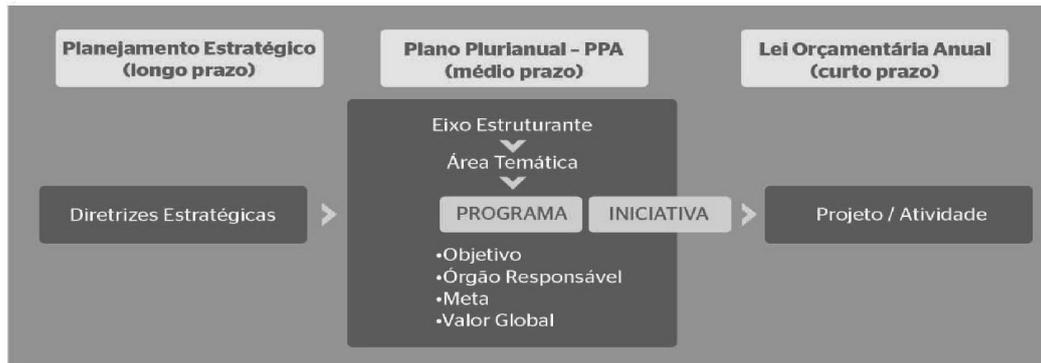 Planejamento Estratégico
(longo prazo)
Plano Plurianual – PPA
(médio prazo)
Lei Orçamentária Anual
(curto prazo)
Diretrizes Estratégicas
Eixo Estruturante
Área Temática
PROGRAMA
INICIATIVA
•Objetivo
•Órgão Responsável
•Meta
•Valor Global
Projeto / Atividade